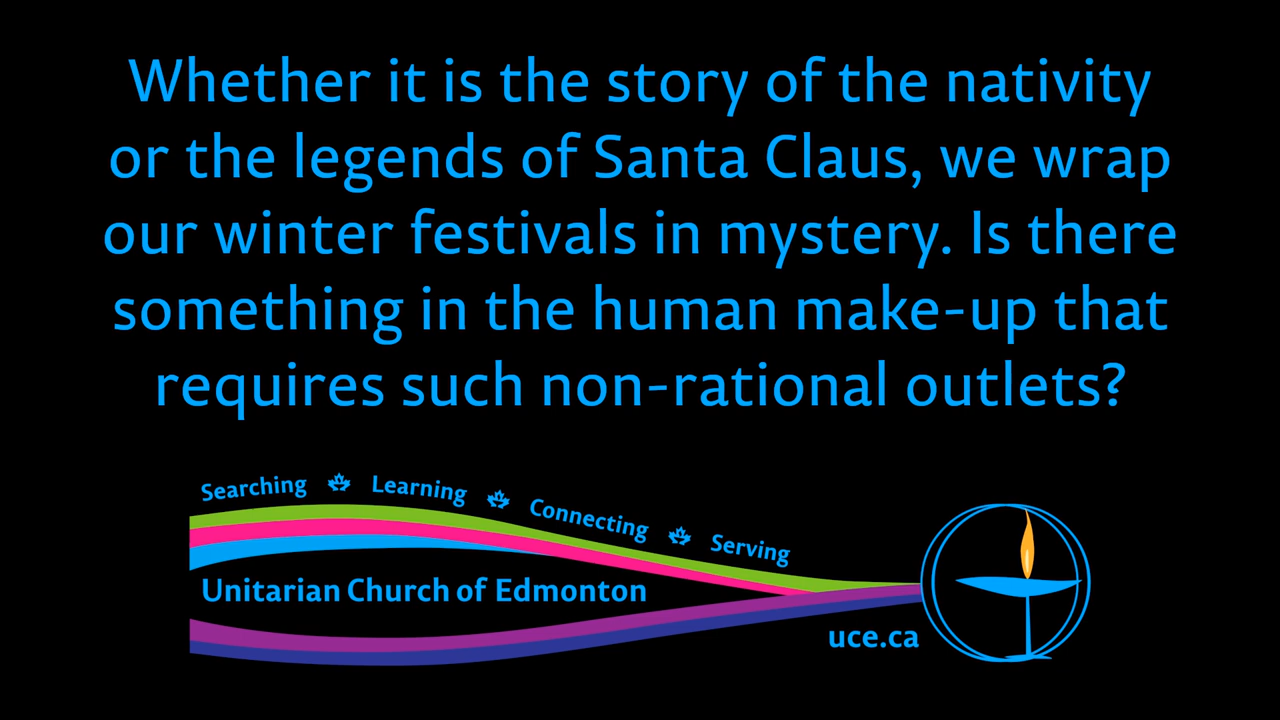 Whether it is the story of the nativity
or the legends of Santa Claus, we wrap
our winter festivals in mystery. Is there
something in the human make-up that
requires such non-rational outlets?
Searching Learning Connecting Serving
Unitarian Church of Edmonton
uce.ca